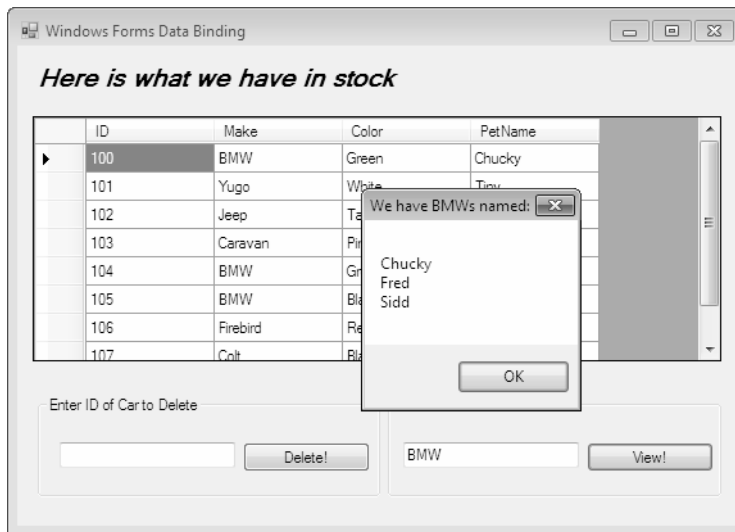 Windows Forms Data Binding
Here is what we have in stock
ID Make Color PetName
100 BMW Green Chucky
101 Yugo White Tiny
102 Jeep
103 Caravan
104 BMW
105 BMW
106 Firebird
107 Colt
We have BMWs named:
Chucky
Fred
Sidd
OK
Enter ID of Car to Delete
Delete!
BMW
View!